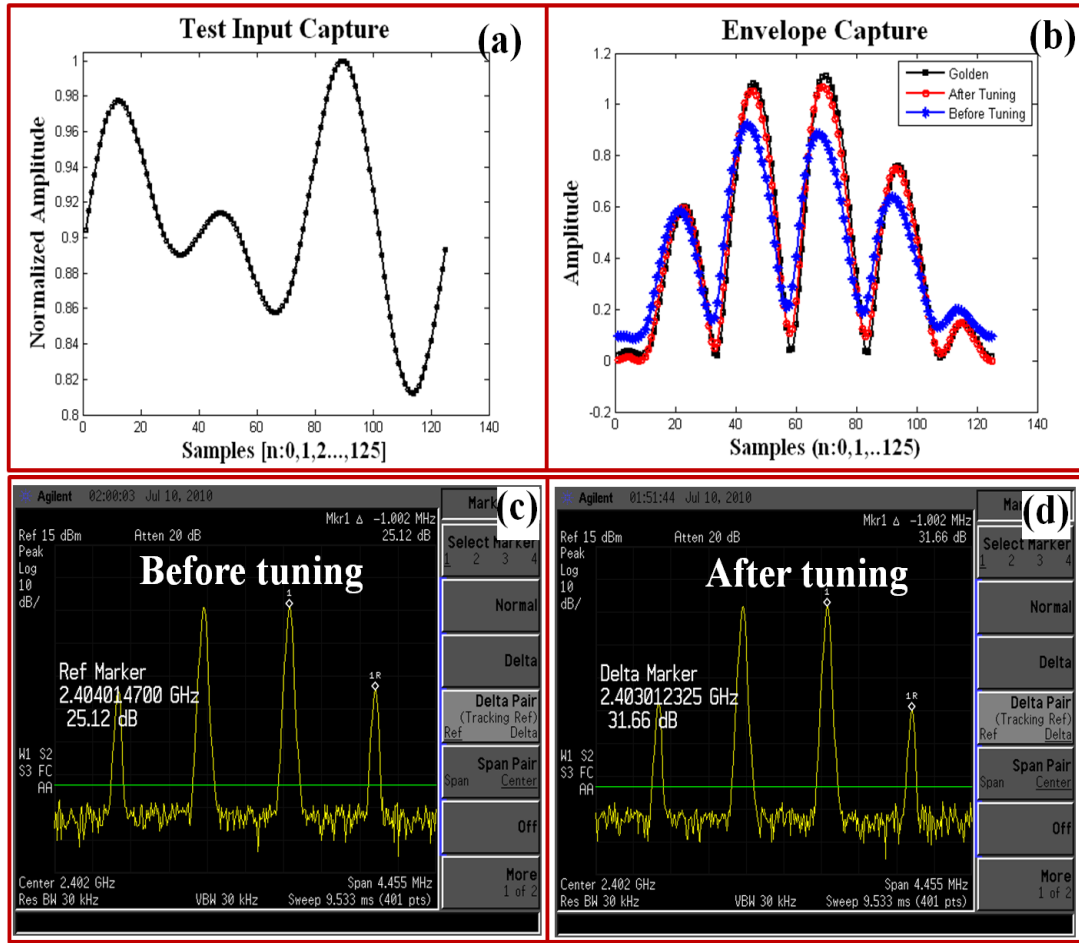 Test Input Capture
(a)
Normalized Amplitude
1
0.98
0.96
0.94
0.92
0.9
0.88
0.86
0.84
0.82
0.8
0 20 40 60 80 100 120 140
Samples [n:0,1,2...,125]
Envelope Capture
(b)
Golden
After Tuning
Before Tuning
Amplitude
1.2
1
0.8
0.6
0.4
0.2
0
-0.2
0 20 40 60 80 100 120 140
Samples (n:0,1,..125)
(c)
Agilent 02:00:03 Jul 10, 2010
Mkr1 Δ -1.002 MHz
Ref 15 dBm Atten 20 dB 25.12 dB
Peak
Log
10
dB/
Before tuning
1
1R
Ref Marker
2.404014700 GHz
25.12 dB
W1 S2
S3 FC
AA
Center 2.402 GHz Span 4.455 MHz
Res BW 30 kHz VBW 30 kHz Sweep 9.533 ms (401 pts)
Select Marker
1 2 3 4
Normal
Delta
Delta Pair
(Tracking Ref)
Ref Delta
Span Pair
Span Center
Off
More
1 of 2
(d)
Agilent 01:51:44 Jul 10, 2010
Mkr1 Δ -1.002 MHz
Ref 15 dBm Atten 20 dB 31.66 dB
Peak
Log
10
dB/
After tuning
1
1R
Delta Marker
2.403012325 GHz
31.66 dB
W1 S2
S3 FC
AA
Center 2.402 GHz Span 4.455 MHz
Res BW 30 kHz VBW 30 kHz Sweep 9.533 ms (401 pts)
Select Marker
1 2 3 4
Normal
Delta
Delta Pair
(Tracking Ref)
Ref Delta
Span Pair
Span Center
Off
More
1 of 2